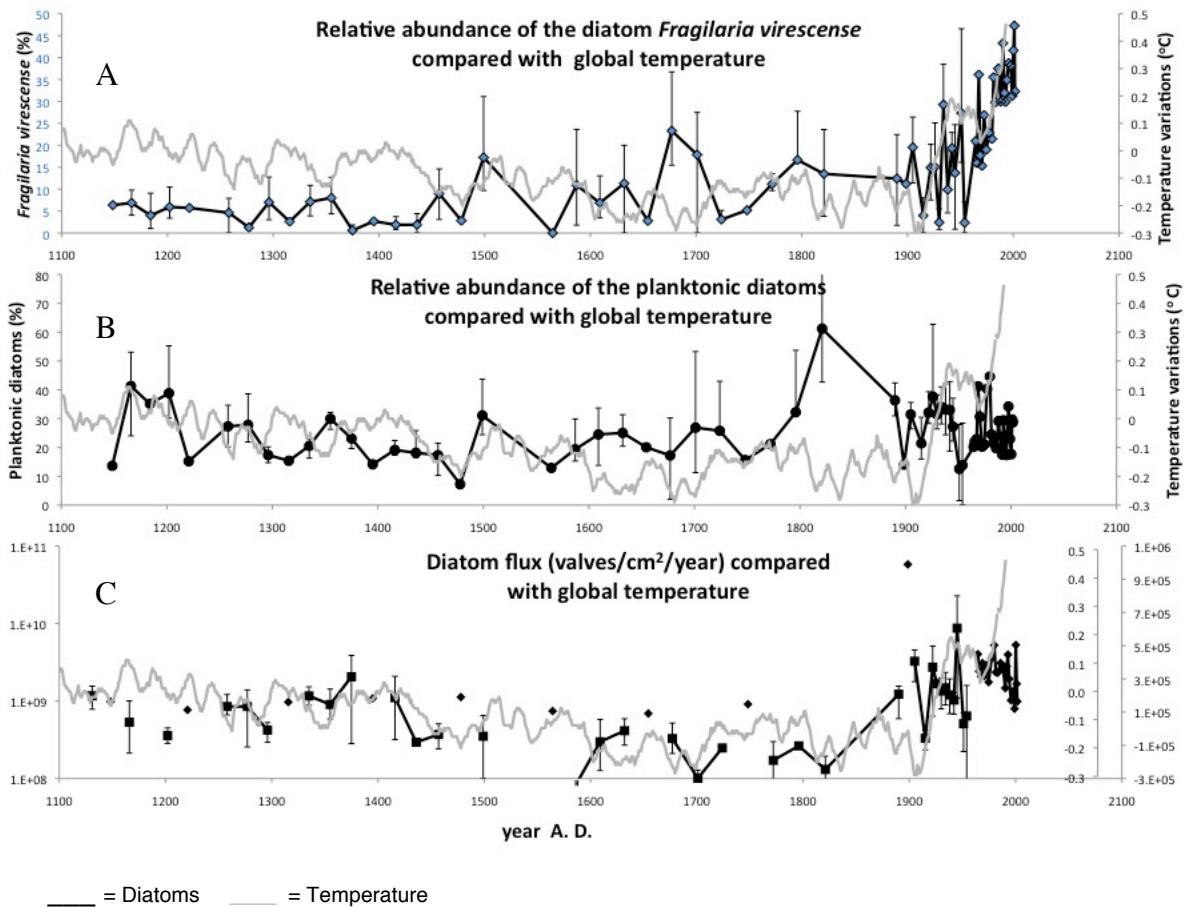 A
Relative abundance of the diatom Fragilaria virescense
compared with global temperature
Fragilaria virescense (%)
50
45
40
35
30
25
20
15
10
5
0
0.5
0.4
0.3
0.2
0.1
0
-0.1
-0.2
-0.3
Temperature variations (°C)
1100 1200 1300 1400 1500 1600 1700 1800 1900 2000 2100
B
Relative abundance of the planktonic diatoms
compared with global temperature
Planktonic diatoms (%)
80
70
60
50
40
30
20
10
0
0.5
0.4
0.3
0.2
0.1
0
-0.1
-0.2
-0.3
Temperature variations (° C)
1100 1200 1300 1400 1500 1600 1700 1800 1900 2000 2100
C
Diatom flux (valves/cm²/year) compared
with global temperature
1.E+11
1.E+10
1.E+09
1.E+08
0.5
0.4
0.3
0.2
0.1
0.0
-0.1
-0.2
-0.3
1.E+06
9.E+05
7.E+05
5.E+05
3.E+05
1.E+05
-1.E+05
-3.E+05
1100 1200 1300 1400 1500 1600 1700 1800 1900 2000 2100
year A. D.
= Diatoms = Temperature